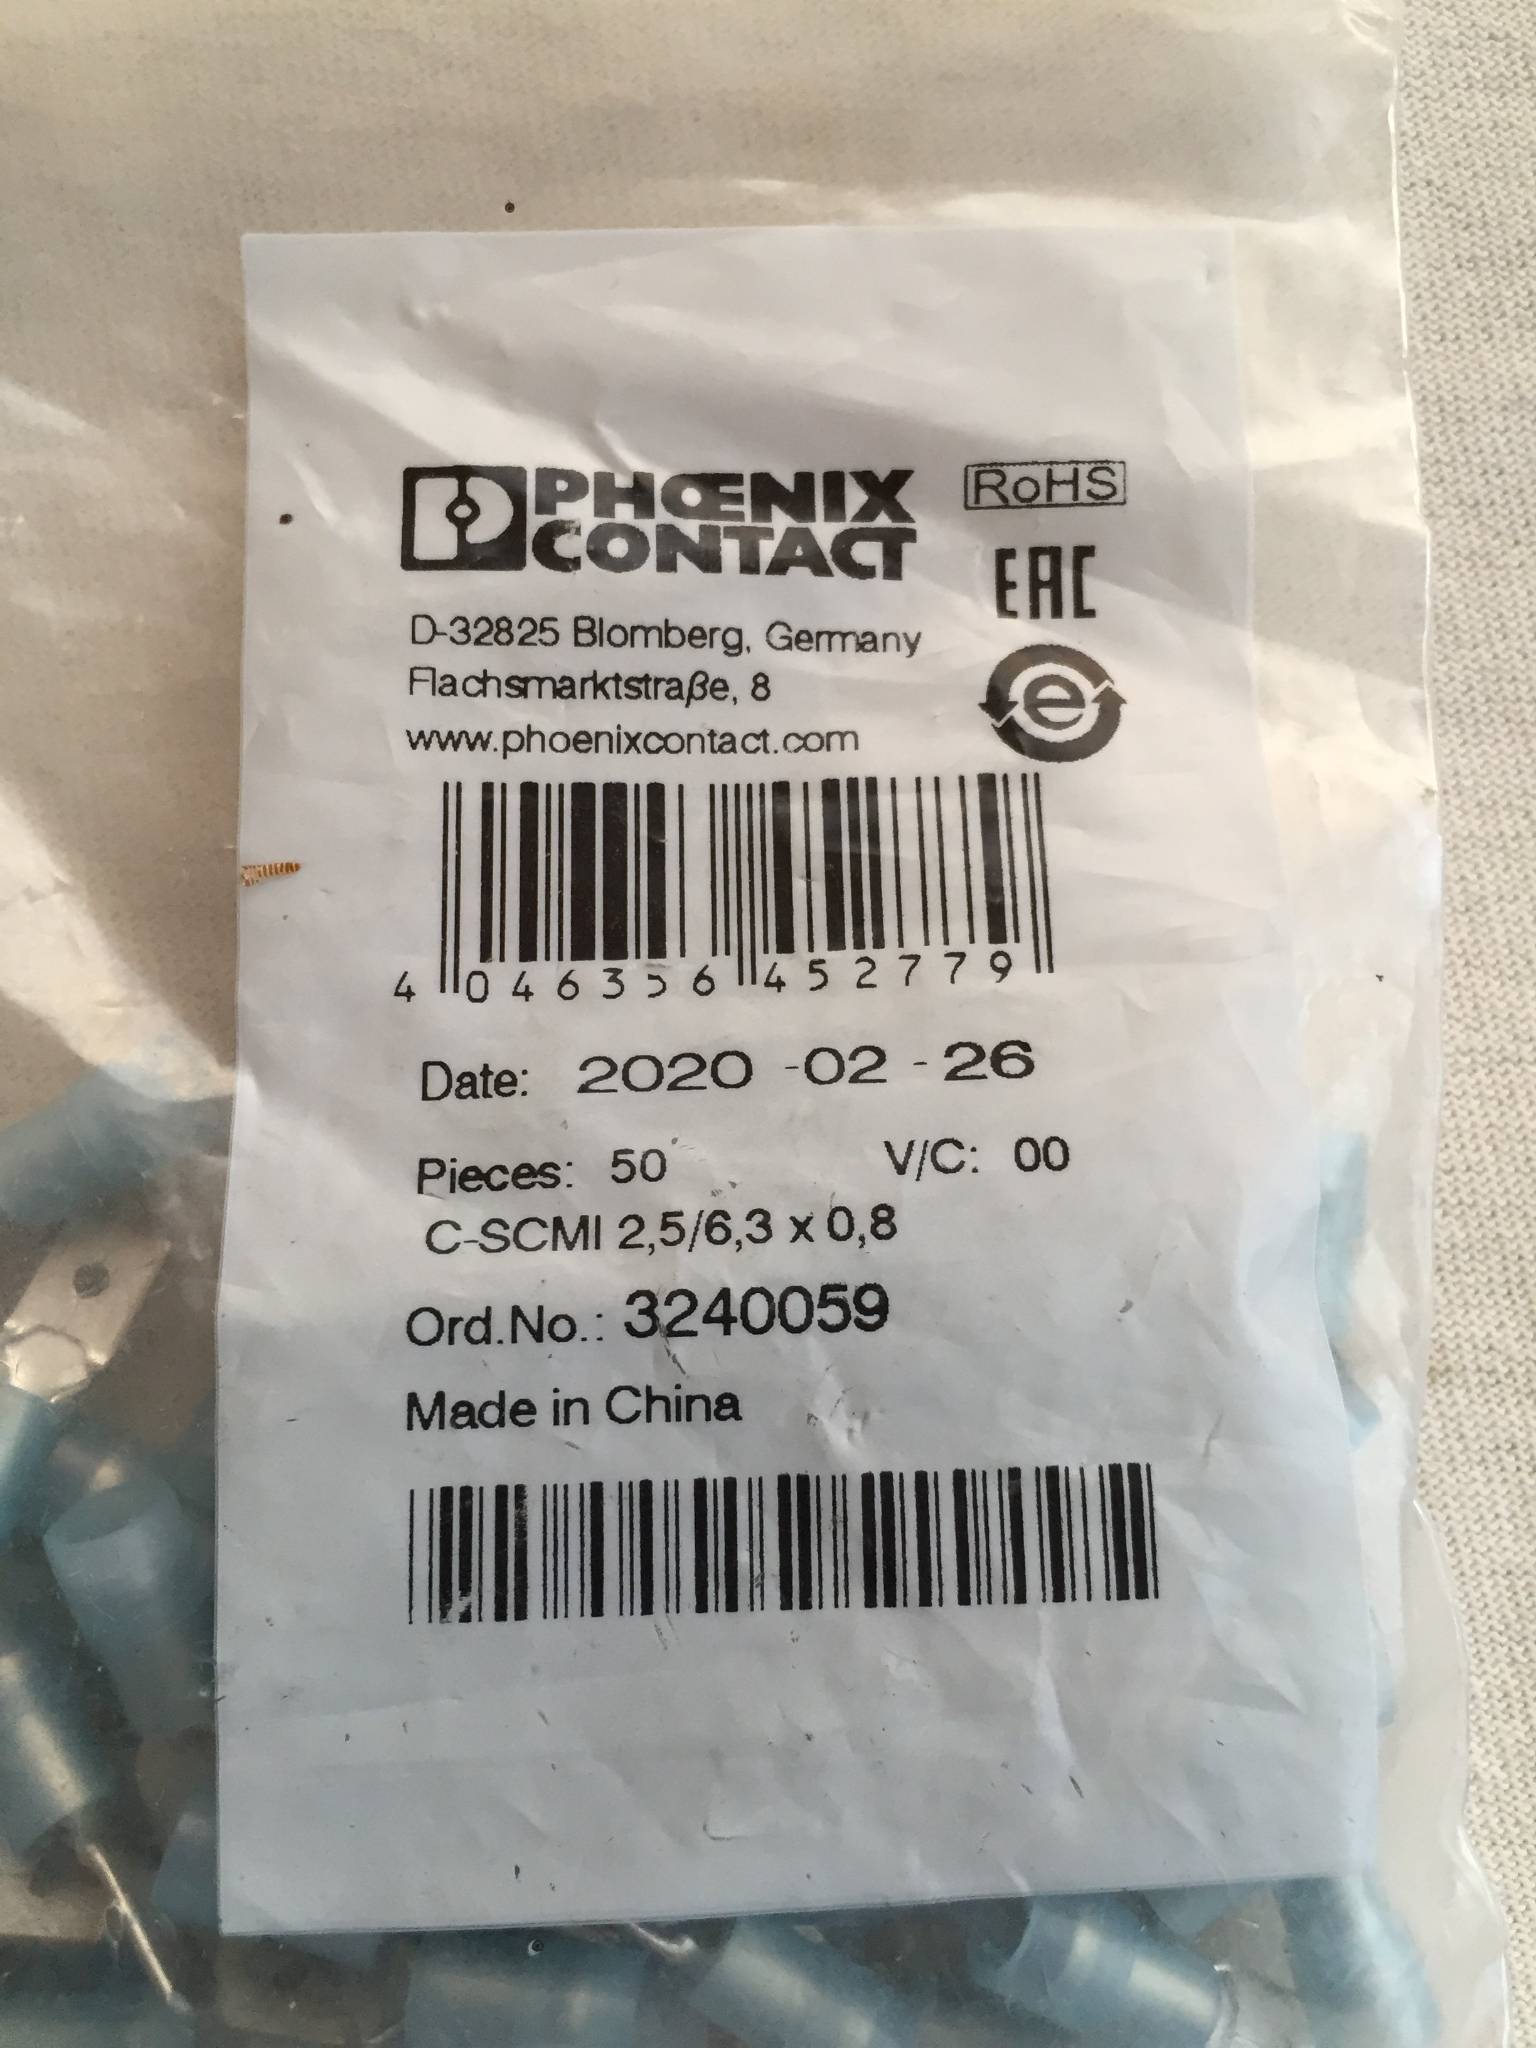 PHŒNIX
CONTACT
RoHS
EAC
D-32825 Blomberg, Germany
Flachsmarktstraße, 8
www.phoenixcontact.com
e
4 046356 452779
Date: 2020 -02 -26
Pieces: 50 V/C: 00
C-SCMI 2,5/6,3 x 0,8
Ord.No.: 3240059
Made in China